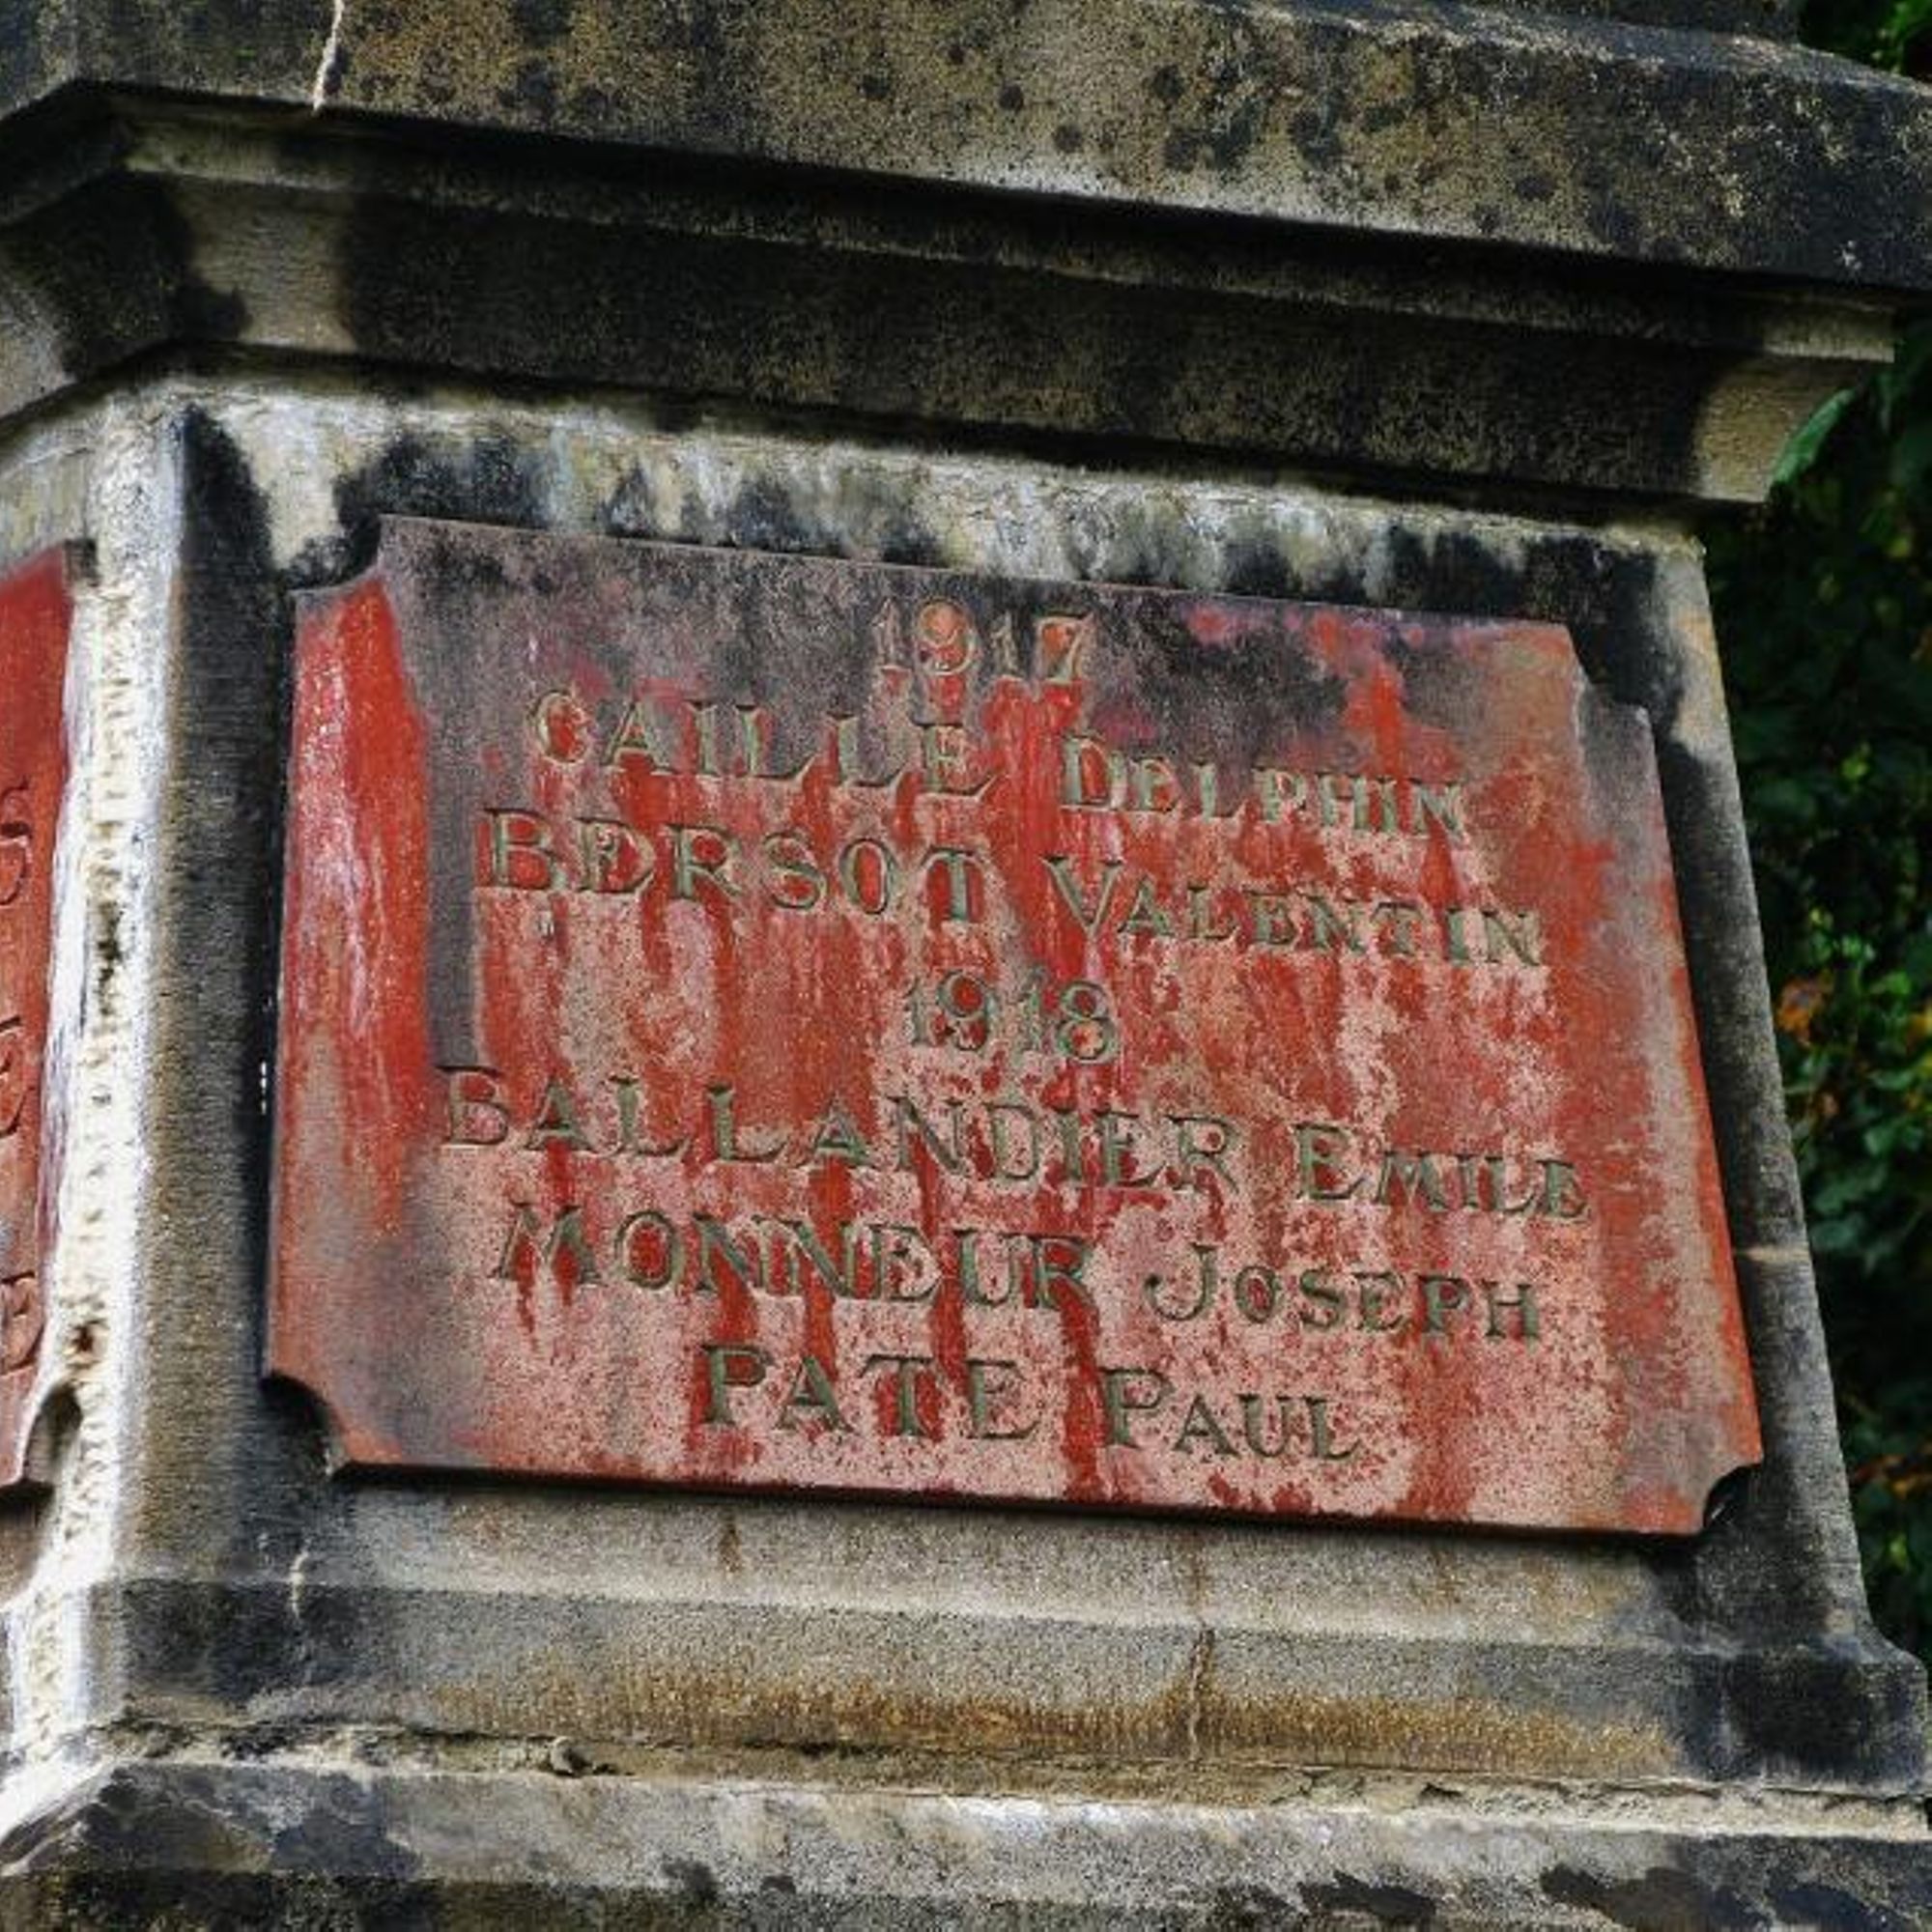 1917
CAILLE DELPHIN
BERSOT VALENTIN
1918
BALLANDIER EMILE
MONNEUR JOSEPH
PATE PAUL